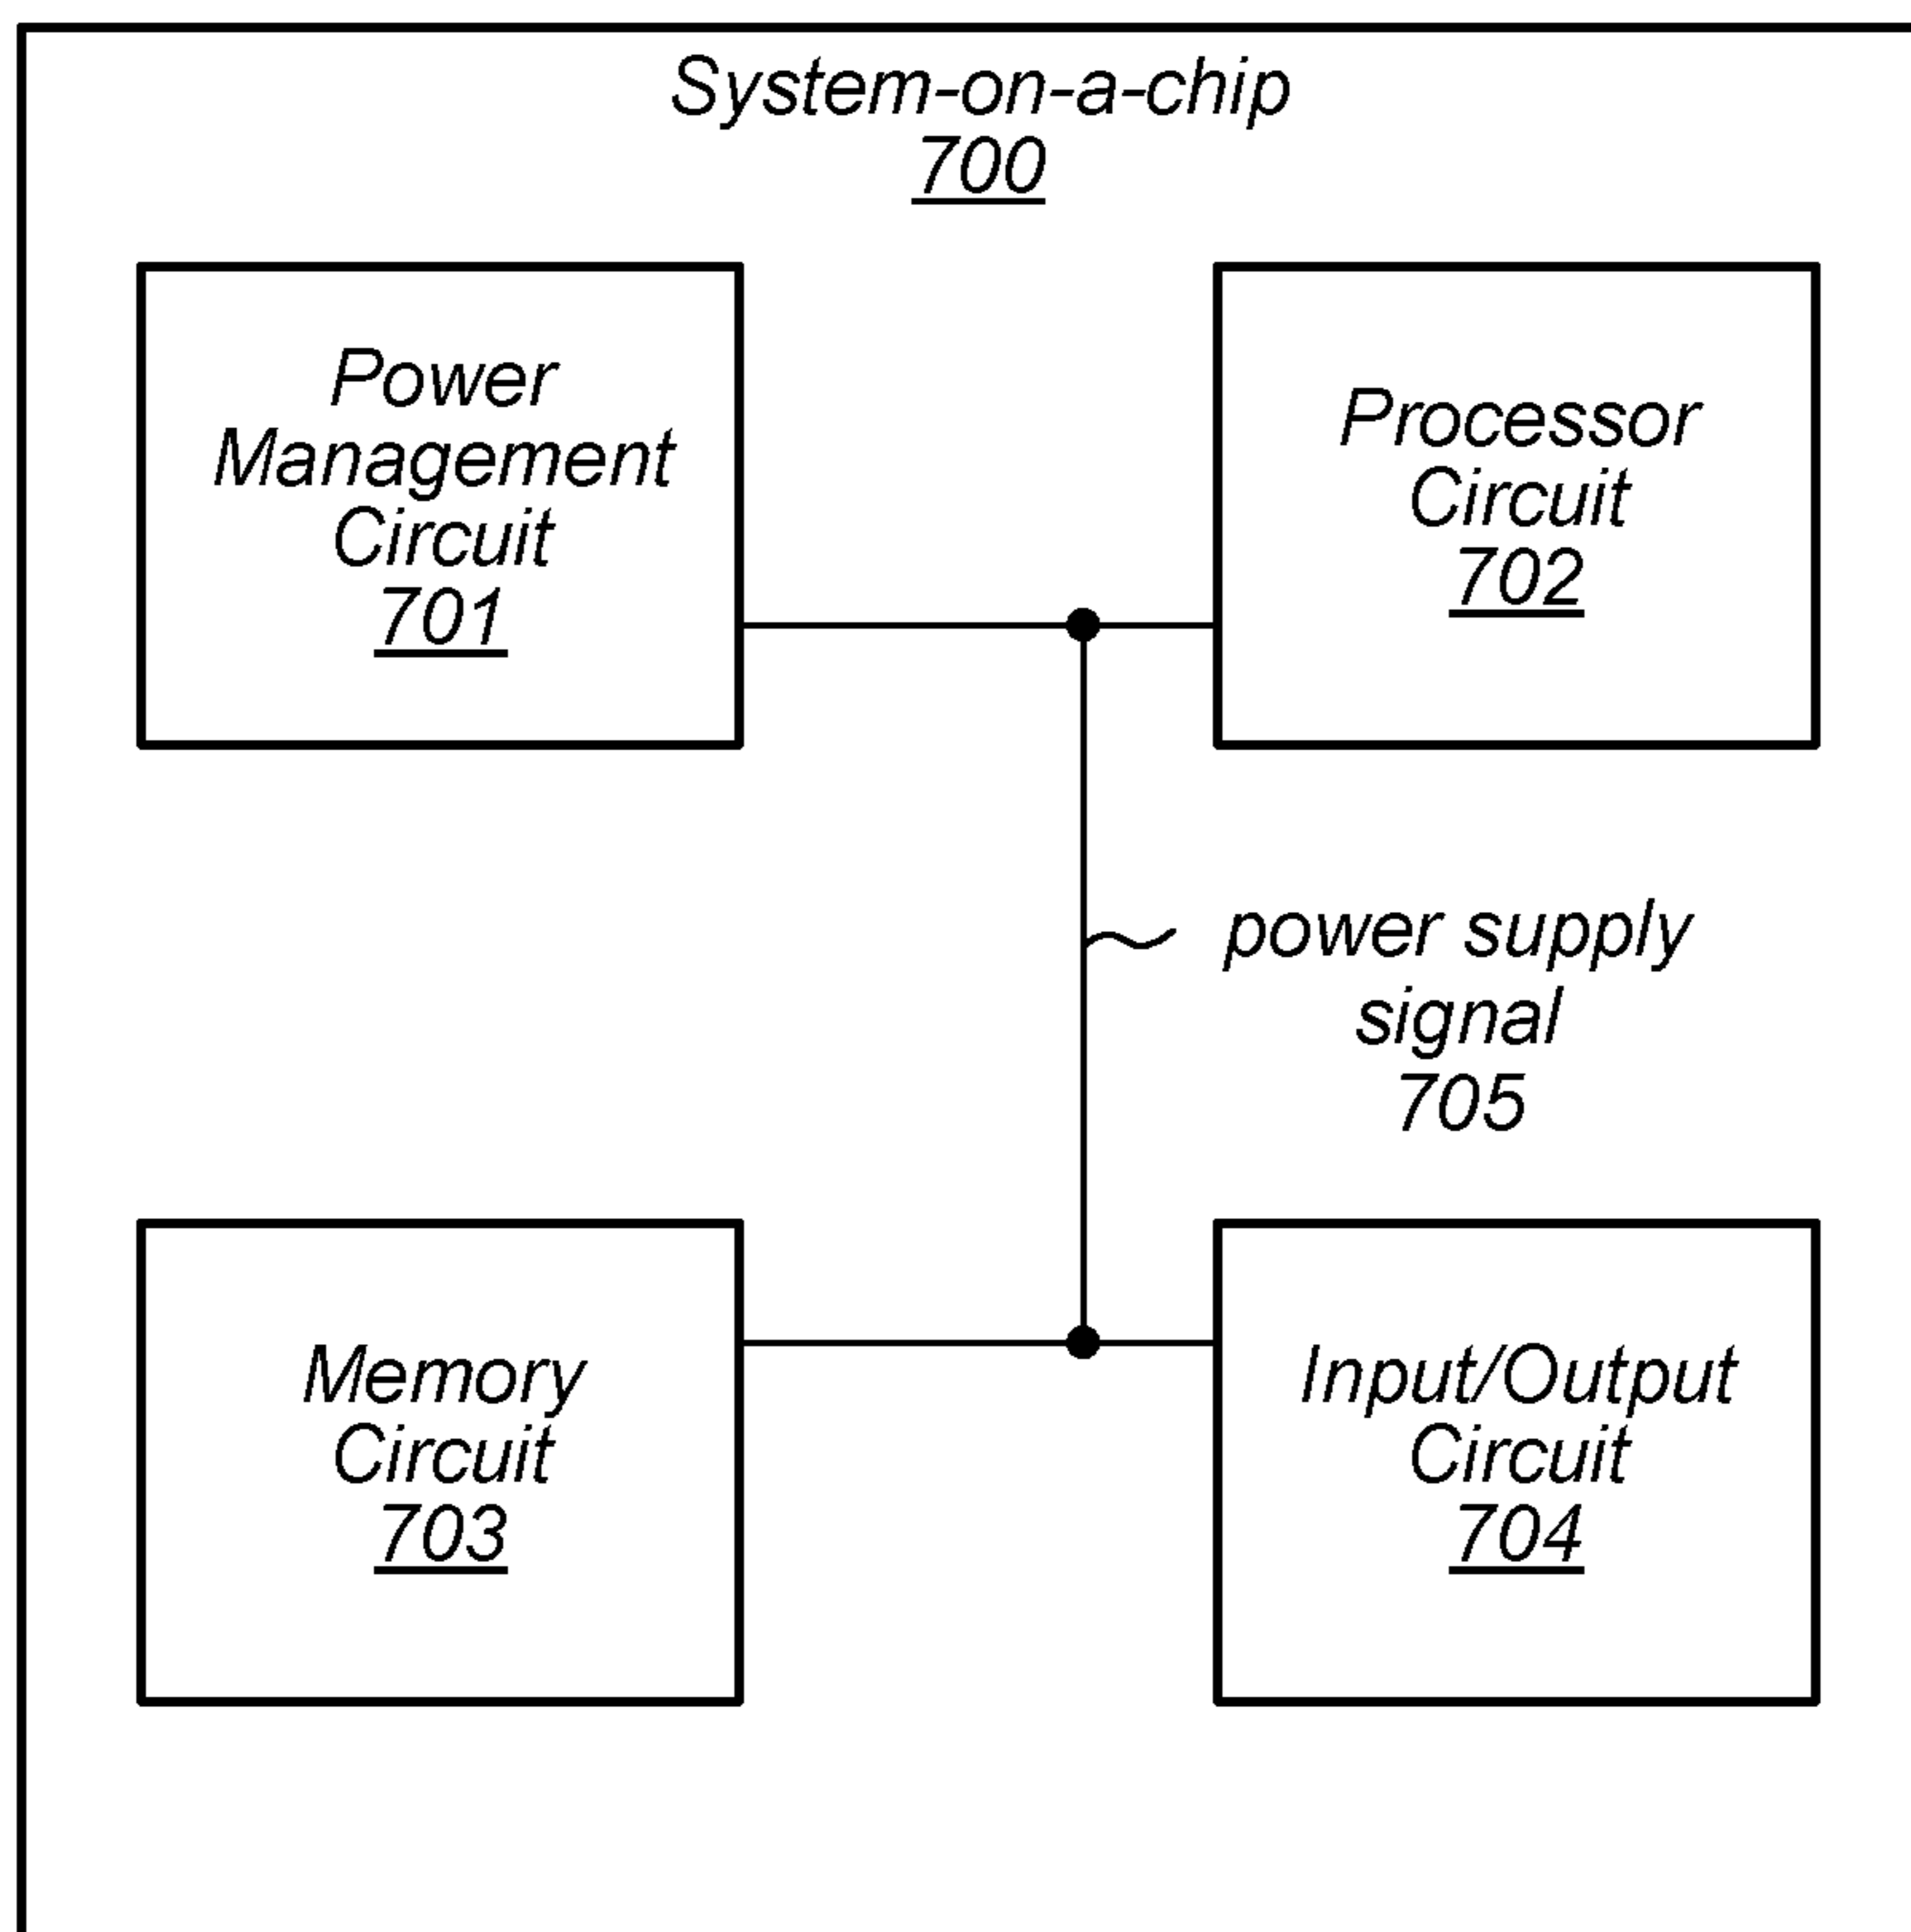 System-on-a-chip
700
Power
Management
Circuit
701
Processor
Circuit
702
power supply
signal
705
Memory
Circuit
703
Input/Output
Circuit
704